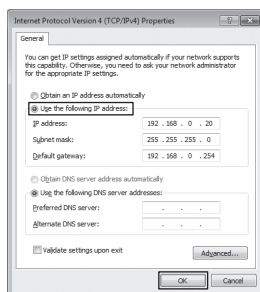 Internet Protocol Version 4 (TCP/IPv4) Properties
General
You can get IP settings assigned automatically if your network supports
this capability. Otherwise, you need to ask your network administrator
for the appropriate IP settings.
Obtain an IP address automatically
Use the following IP address:
IP address: 192 . 168 . 0 . 20
Subnet mask: 255 . 255 . 255 . 0
Default gateway: 192 . 168 . 0 . 254
Obtain DNS server address automatically
Use the following DNS server addresses:
Preferred DNS server: . . .
Alternate DNS server: . . .
Validate settings upon exit
Advanced...
OK Cancel